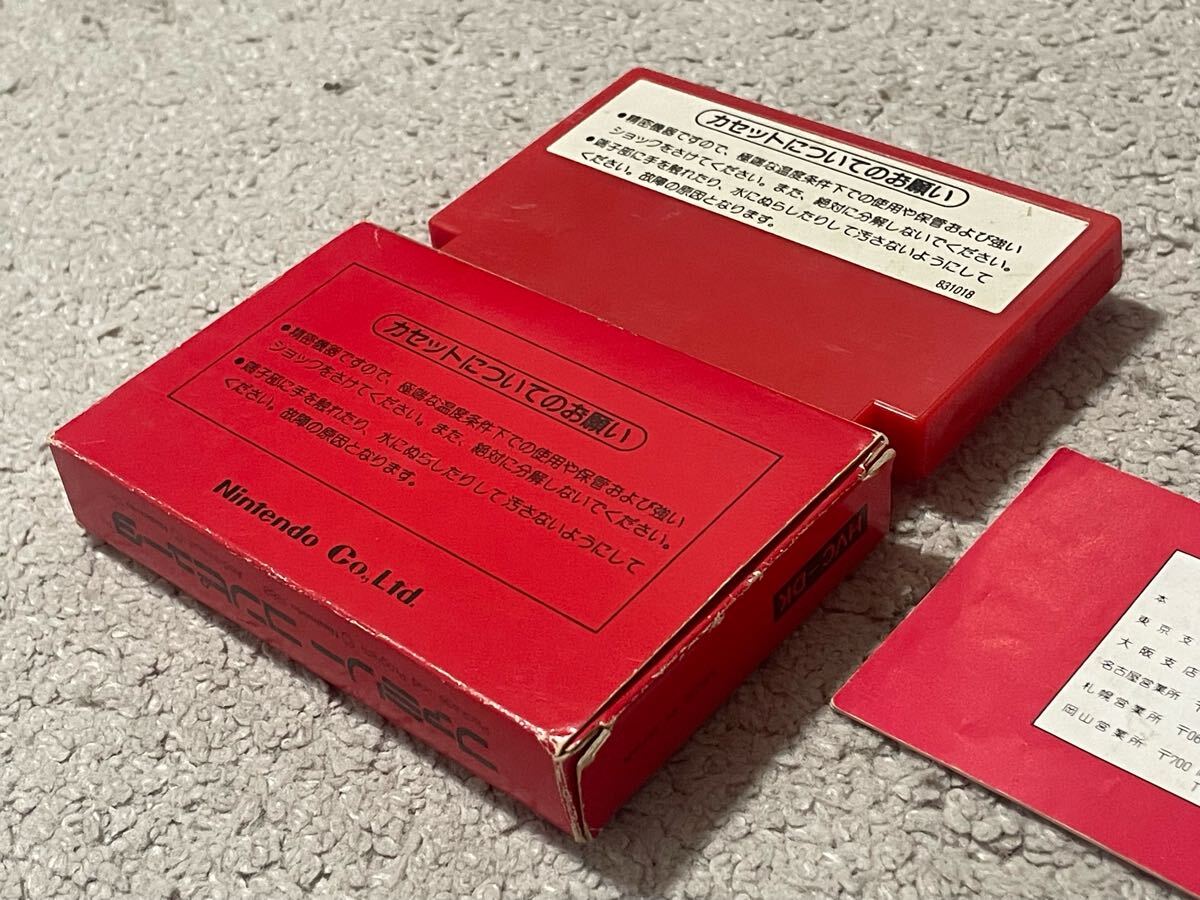 カセットについてのお願い
●精密機器ですので、極端な温度条件下での使用や保管および強い
ショックをさけてください。また、絶対に分解しないでください。
●端子部に手を触れたり、水にぬらしたりして汚さないようにして
ください。故障の原因となります。
831018
カセットについてのお願い
●精密機器ですので、極端な温度条件下での使用や保管および強い
ショックをさけてください。また、絶対に分解しないでください。
●端子部に手を触れたり、水にぬらしたりして汚さないようにして
ください。故障の原因となります。
Nintendo Co.,Ltd.
HVC-DK
本
東京支
大阪支店
名古屋営業所 〒
札幌営業所 〒06
岡山営業所 〒700
〒